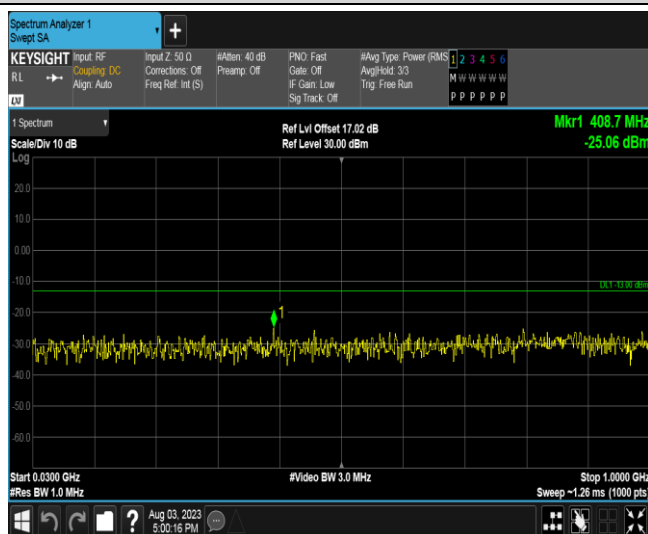 Spectrum Analyzer 1
Swept SA
+
KEYSIGHT
RL
LXI
Input: RF
Coupling: DC
Align: Auto
Input Z: 50 Ω
Corrections: Off
Freq Ref: Int (S)
#Atten: 40 dB
Preamp: Off
PNO: Fast
Gate: Off
IF Gain: Low
Sig Track: Off
#Avg Type: Power (RMS
Avg|Hold: 3/3
Trig: Free Run
1 2 3 4 5 6
M W W W W W
P P P P P P
1 Spectrum
Scale/Div 10 dB
Log
Ref Lvl Offset 17.02 dB
Ref Level 30.00 dBm
Mkr1 408.7 MHz
-25.06 dBm
20.0
10.0
0.00
-10.0
DL1 -13.00 dBm
-20.0
1
-30.0
-40.0
-50.0
-60.0
Start 0.0300 GHz
#Res BW 1.0 MHz
#Video BW 3.0 MHz
Stop 1.0000 GHz
Sweep ~1.26 ms (1000 pts)
?
Aug 03, 2023
5:00:16 PM